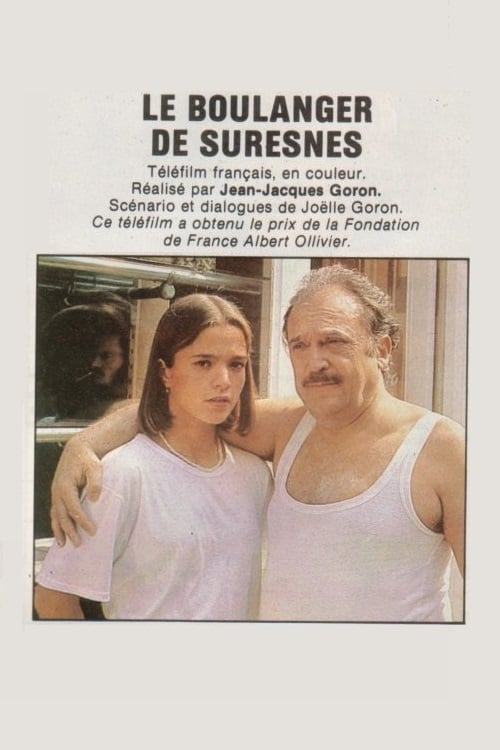 LE BOULANGER
DE SURESNES
Téléfilm français, en couleur.
Réalisé par Jean-Jacques Goron.
Scénario et dialogues de Joëlle Goron.
Ce téléfilm a obtenu le prix de la Fondation
de France Albert Ollivier.